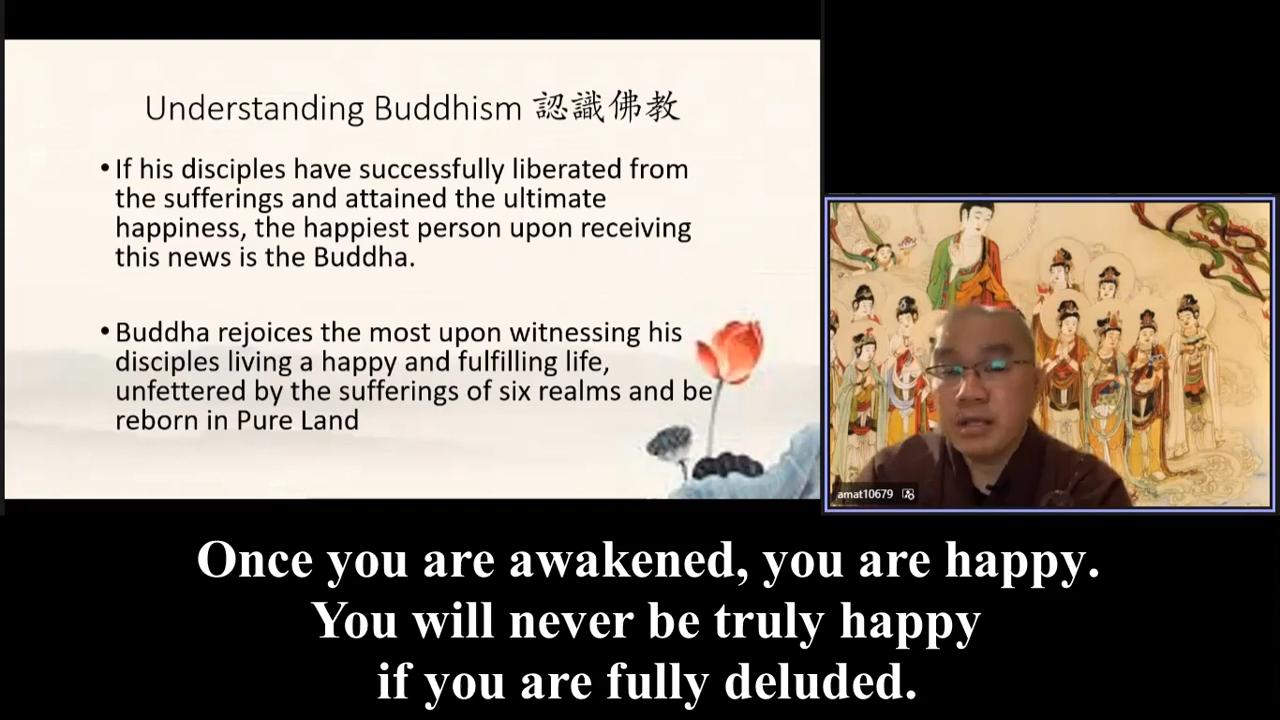 Understanding Buddhism 認識佛教
•If his disciples have successfully liberated from
the sufferings and attained the ultimate
happiness, the happiest person upon receiving
this news is the Buddha.
•Buddha rejoices the most upon witnessing his
disciples living a happy and fulfilling life,
unfettered by the sufferings of six realms and be
reborn in Pure Land
amat10679
Once you are awakened, you are happy.
You will never be truly happy
if you are fully deluded.